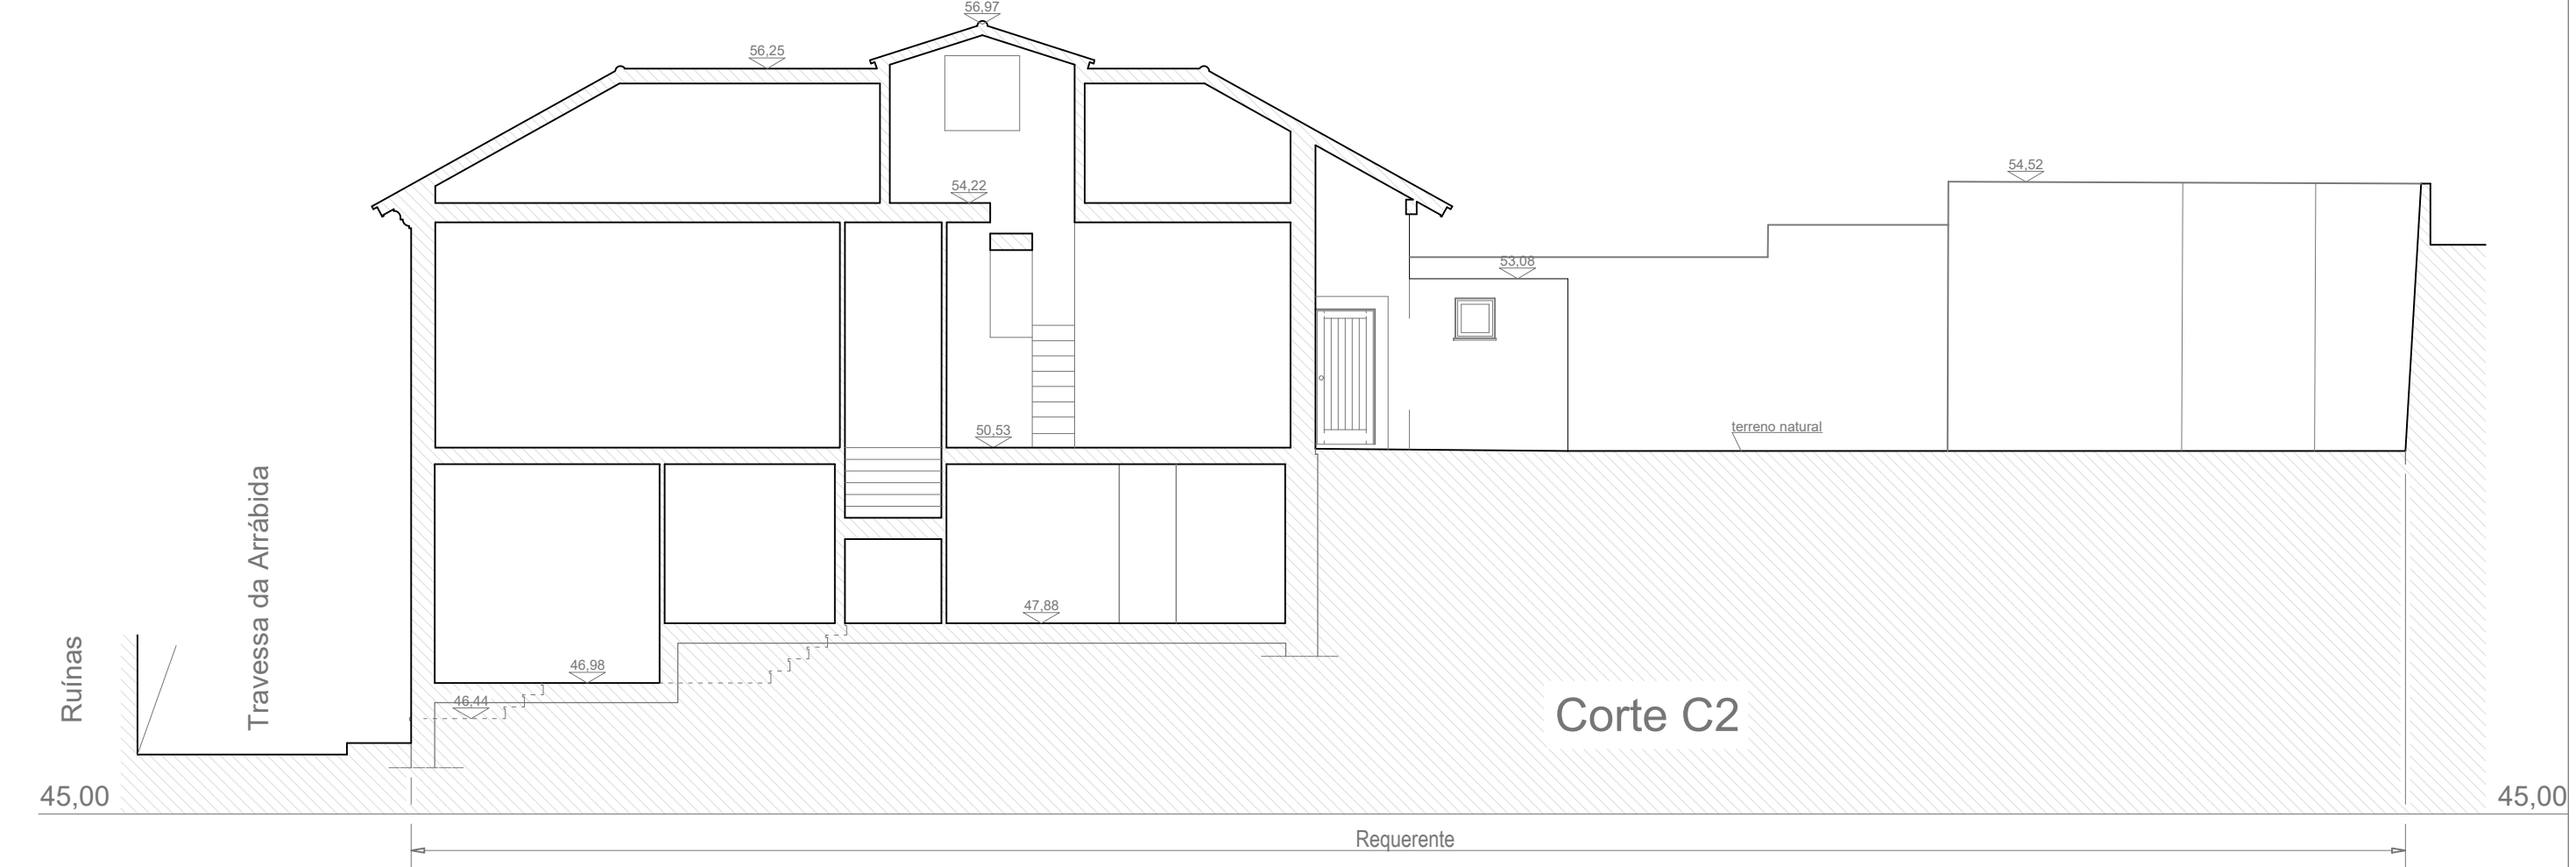 56,97
56,25
54,22
54,52
53,08
50,53
terreno natural
47,88
46,98
46,44
Ruínas
Travessa da Arrábida
Corte C2
45,00
45,00
Requerente